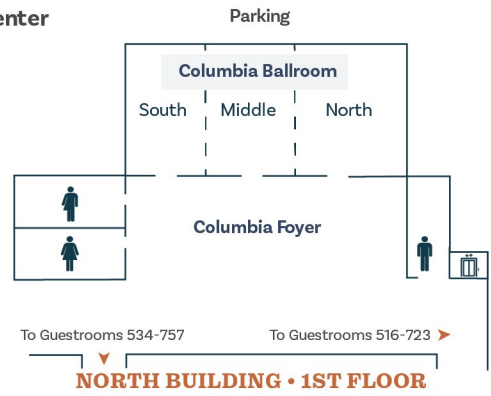 enter
Parking
Columbia Ballroom
South Middle North
Columbia Foyer
To Guestrooms 534-757
To Guestrooms 516-723
NORTH BUILDING • 1ST FLOOR